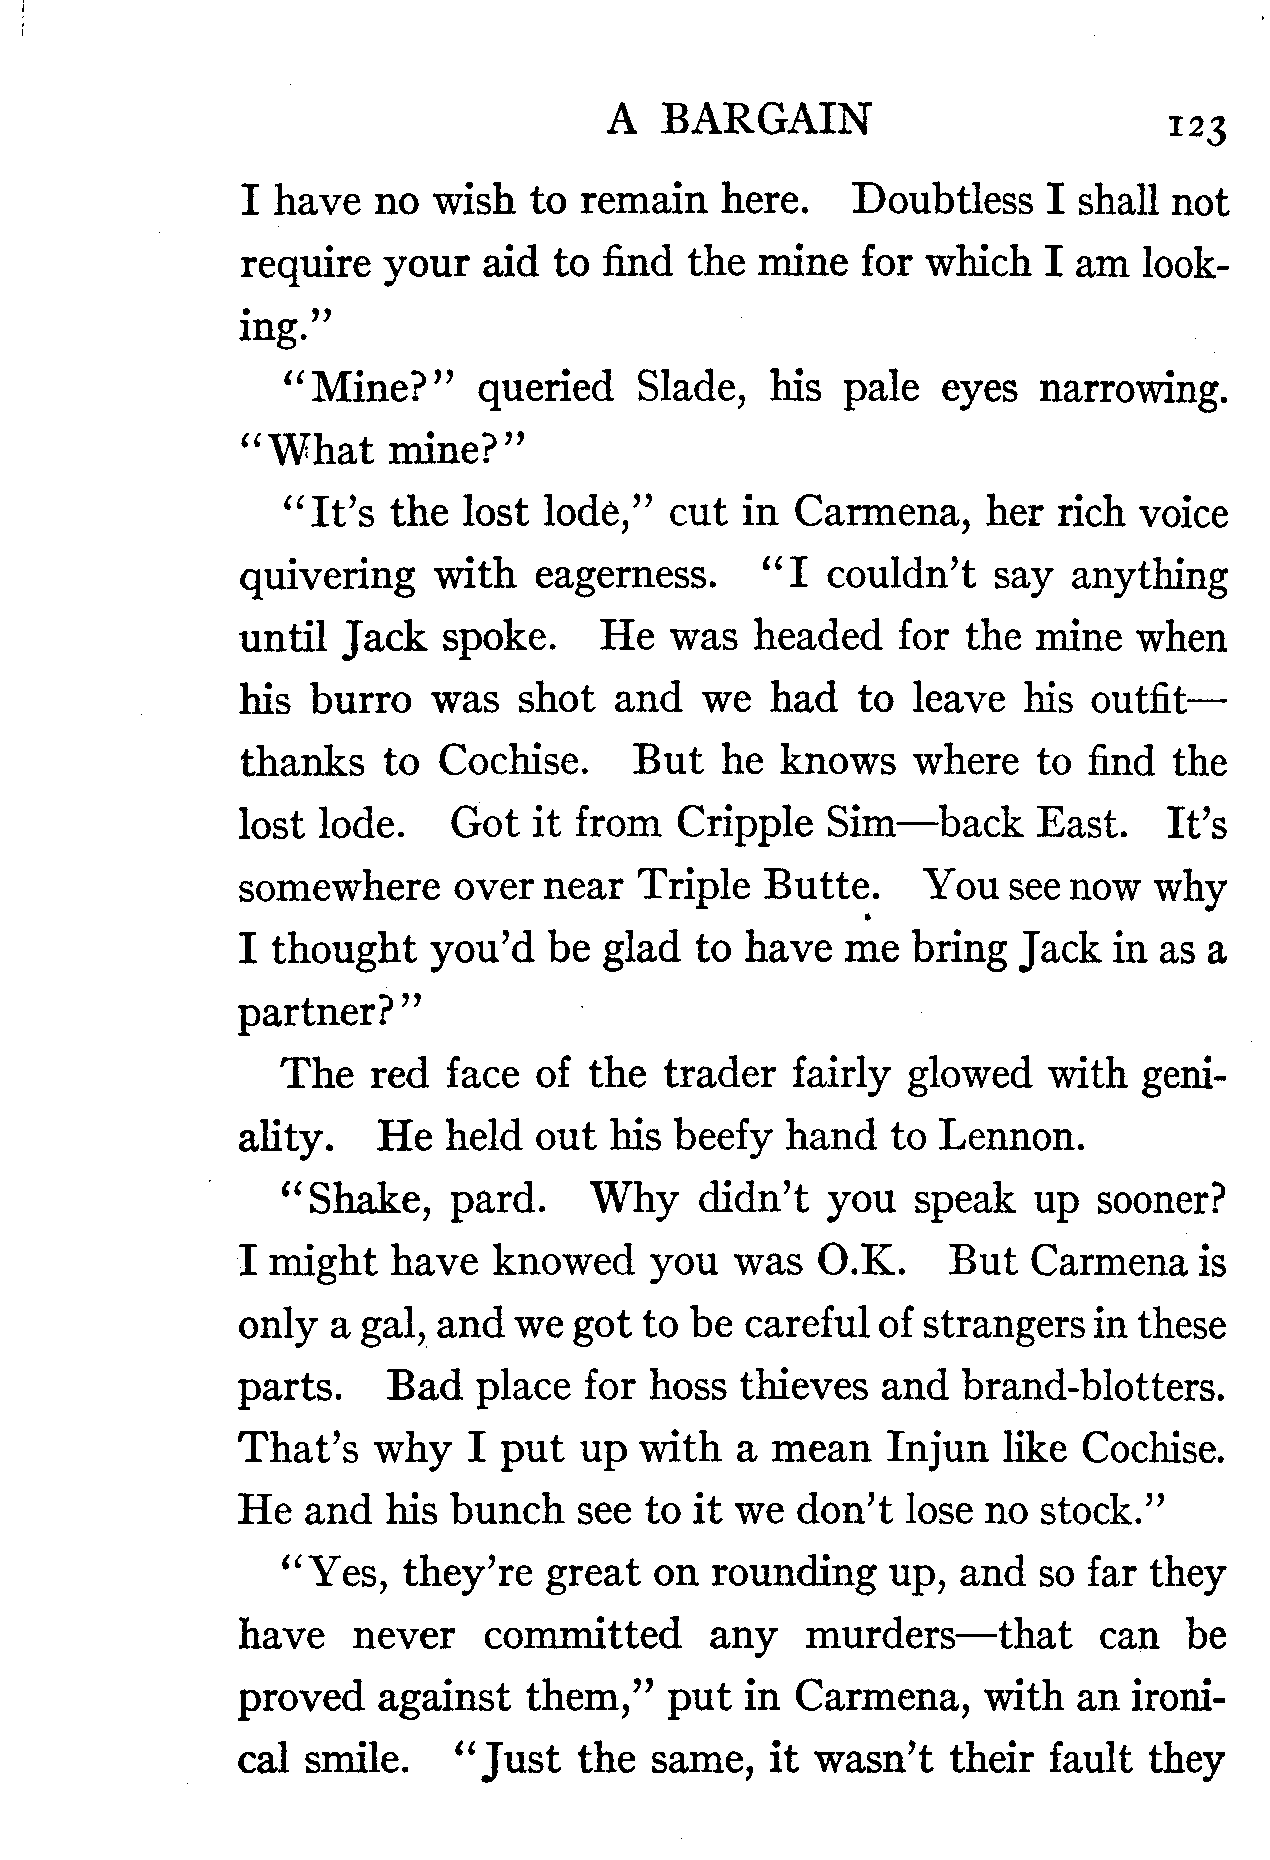 A BARGAIN 123
I have no wish to remain here. Doubtless I shall not
require your aid to find the mine for which I am look-
ing."
"Mine?" queried Slade, his pale eyes narrowing.
"What mine?"
"It's the lost lode," cut in Carmena, her rich voice
quivering with eagerness. "I couldn't say anything
until Jack spoke. He was headed for the mine when
his burro was shot and we had to leave his outfit—
thanks to Cochise. But he knows where to find the
lost lode. Got it from Cripple Sim—back East. It's
somewhere over near Triple Butte. You see now why
I thought you'd be glad to have me bring Jack in as a
partner?"
The red face of the trader fairly glowed with geni-
ality. He held out his beefy hand to Lennon.
"Shake, pard. Why didn't you speak up sooner?
I might have knowed you was O.K. But Carmena is
only a gal, and we got to be careful of strangers in these
parts. Bad place for hoss thieves and brand-blotters.
That's why I put up with a mean Injun like Cochise.
He and his bunch see to it we don't lose no stock."
"Yes, they're great on rounding up, and so far they
have never committed any murders—that can be
proved against them," put in Carmena, with an ironi-
cal smile. "Just the same, it wasn't their fault they